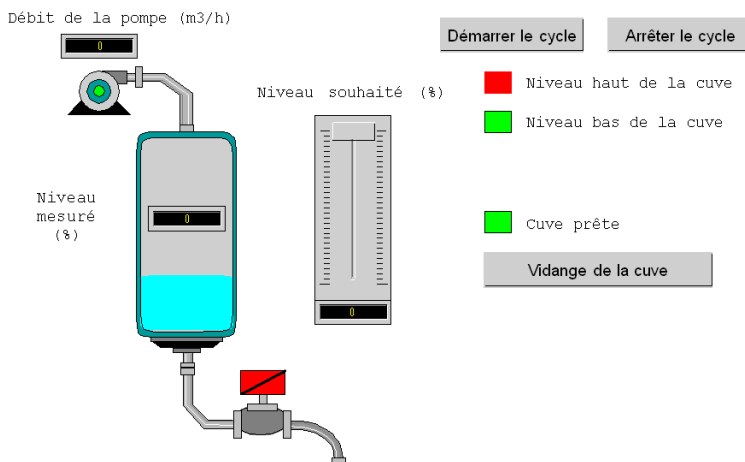 Débit de la pompe (m3/h)
0
Démarrer le cycle
Arrêter le cycle
Niveau souhaité (%)
Niveau haut de la cuve
Niveau bas de la cuve
Niveau
mesuré
(%)
0
Cuve prête
Vidange de la cuve
0